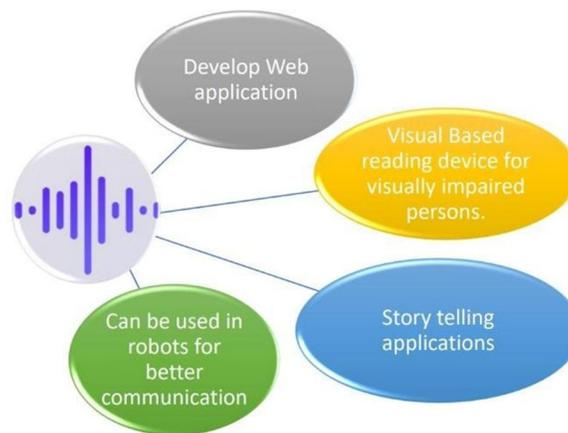 Develop Web
application
Visual Based
reading device for
visually impaired
persons.
Story telling
applications
Can be used in
robots for
better
communication